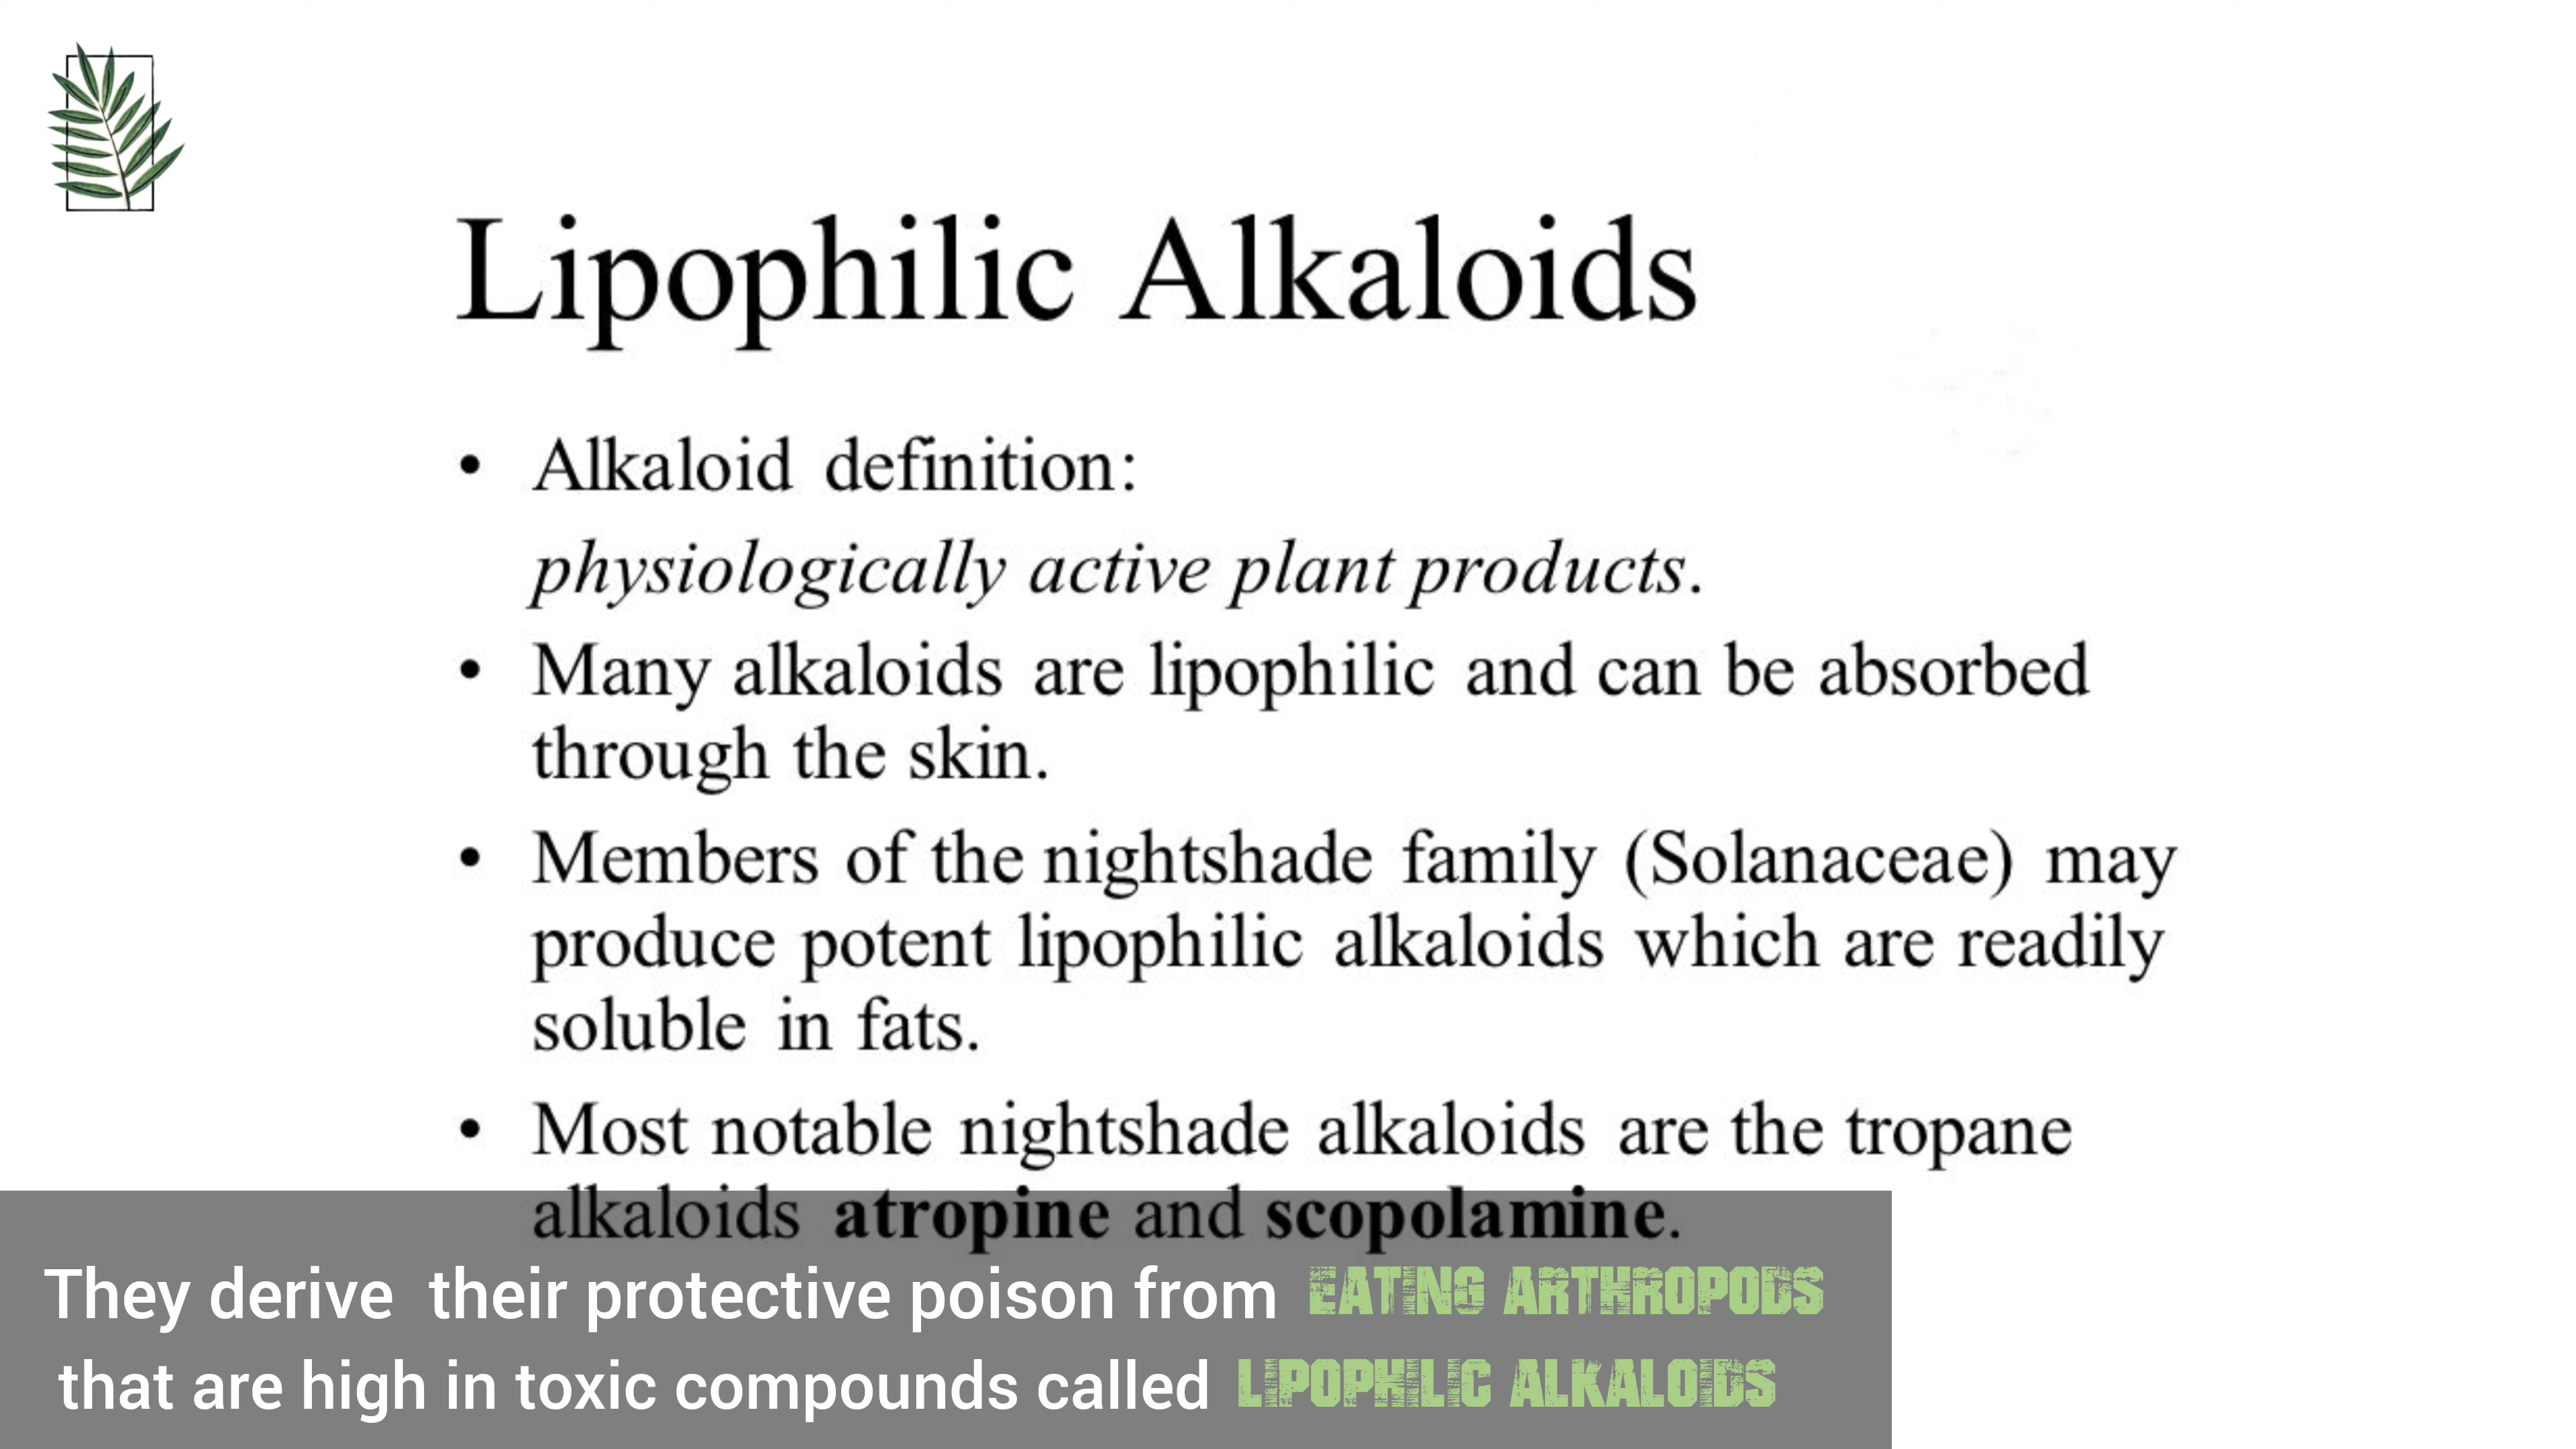 Lipophilic Alkaloids
• Alkaloid definition:
physiologically active plant products.
• Many alkaloids are lipophilic and can be absorbed
through the skin.
• Members of the nightshade family (Solanaceae) may
produce potent lipophilic alkaloids which are readily
soluble in fats.
• Most notable nightshade alkaloids are the tropane
alkaloids atropine and scopolamine.
They derive their protective poison from EATING ARTHROPODS
that are high in toxic compounds called LIPOPHILIC ALKALOIDS